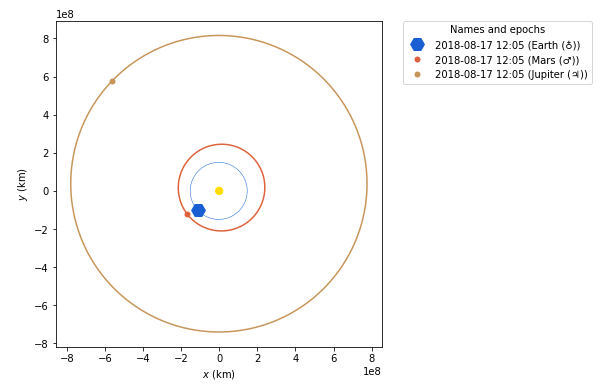 1e8
8
6
4
2
0
−2
−4
−6
−8
y (km)
−8 −6 −4 −2 0 2 4 6 8
x (km)
1e8
Names and epochs
2018-08-17 12:05 (Earth (♁))
2018-08-17 12:05 (Mars (♂))
2018-08-17 12:05 (Jupiter (♃))